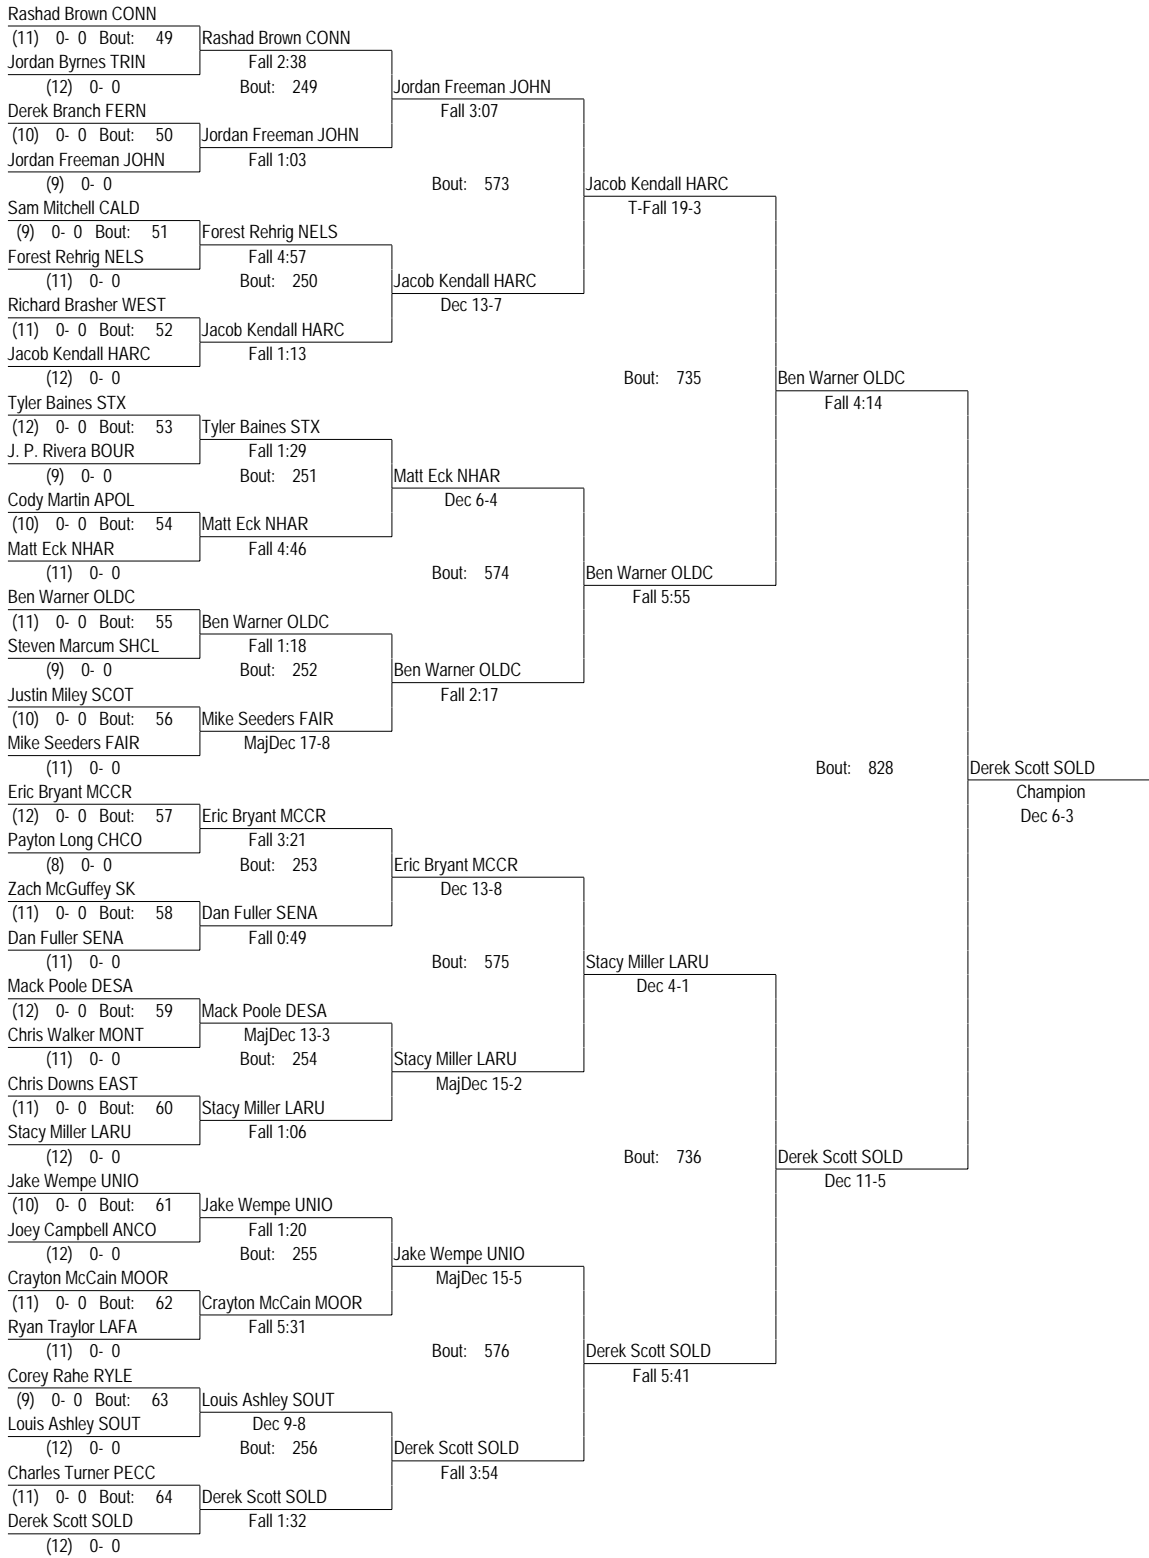 Rashad Brown CONN
(11) 0- 0 Bout: 49 Rashad Brown CONN
Jordan Byrnes TRIN Fall 2:38
(12) 0- 0 Bout: 249 Jordan Freeman JOHN
Derek Branch FERN Fall 3:07
(10) 0- 0 Bout: 50 Jordan Freeman JOHN
Jordan Freeman JOHN Fall 1:03
(9) 0- 0 Bout: 573 Jacob Kendall HARC
Sam Mitchell CALD T-Fall 19-3
(9) 0- 0 Bout: 51 Forest Rehrig NELS
Forest Rehrig NELS Fall 4:57
(11) 0- 0 Bout: 250 Jacob Kendall HARC
Richard Brasher WEST Dec 13-7
(11) 0- 0 Bout: 52 Jacob Kendall HARC
Jacob Kendall HARC Fall 1:13
(12) 0- 0 Bout: 735 Ben Warner OLDC
Tyler Baines STX Fall 4:14
(12) 0- 0 Bout: 53 Tyler Baines STX
J. P. Rivera BOUR Fall 1:29
(9) 0- 0 Bout: 251 Matt Eck NHAR
Cody Martin APOL Dec 6-4
(10) 0- 0 Bout: 54 Matt Eck NHAR
Matt Eck NHAR Fall 4:46
(11) 0- 0 Bout: 574 Ben Warner OLDC
Ben Warner OLDC Fall 5:55
(11) 0- 0 Bout: 55 Ben Warner OLDC
Steven Marcum SHCL Fall 1:18
(9) 0- 0 Bout: 252 Ben Warner OLDC
Justin Miley SCOT Fall 2:17
(10) 0- 0 Bout: 56 Mike Seeders FAIR
Mike Seeders FAIR MajDec 17-8
(11) 0- 0 Bout: 828 Derek Scott SOLD
Eric Bryant MCCR Champion
(12) 0- 0 Bout: 57 Eric Bryant MCCR Dec 6-3
Payton Long CHCO Fall 3:21
(8) 0- 0 Bout: 253 Eric Bryant MCCR
Zach McGuffey SK Dec 13-8
(11) 0- 0 Bout: 58 Dan Fuller SENA
Dan Fuller SENA Fall 0:49
(11) 0- 0 Bout: 575 Stacy Miller LARU
Mack Poole DESA Dec 4-1
(12) 0- 0 Bout: 59 Mack Poole DESA
Chris Walker MONT MajDec 13-3
(11) 0- 0 Bout: 254 Stacy Miller LARU
Chris Downs EAST MajDec 15-2
(11) 0- 0 Bout: 60 Stacy Miller LARU
Stacy Miller LARU Fall 1:06
(12) 0- 0 Bout: 736 Derek Scott SOLD
Jake Wempe UNIO Dec 11-5
(10) 0- 0 Bout: 61 Jake Wempe UNIO
Joey Campbell ANCO Fall 1:20
(12) 0- 0 Bout: 255 Jake Wempe UNIO
Crayton McCain MOOR MajDec 15-5
(11) 0- 0 Bout: 62 Crayton McCain MOOR
Ryan Traylor LAFA Fall 5:31
(11) 0- 0 Bout: 576 Derek Scott SOLD
Corey Rahe RYLE Fall 5:41
(9) 0- 0 Bout: 63 Louis Ashley SOUT
Louis Ashley SOUT Dec 9-8
(12) 0- 0 Bout: 256 Derek Scott SOLD
Charles Turner PECC Fall 3:54
(11) 0- 0 Bout: 64 Derek Scott SOLD
Derek Scott SOLD Fall 1:32
(12) 0- 0